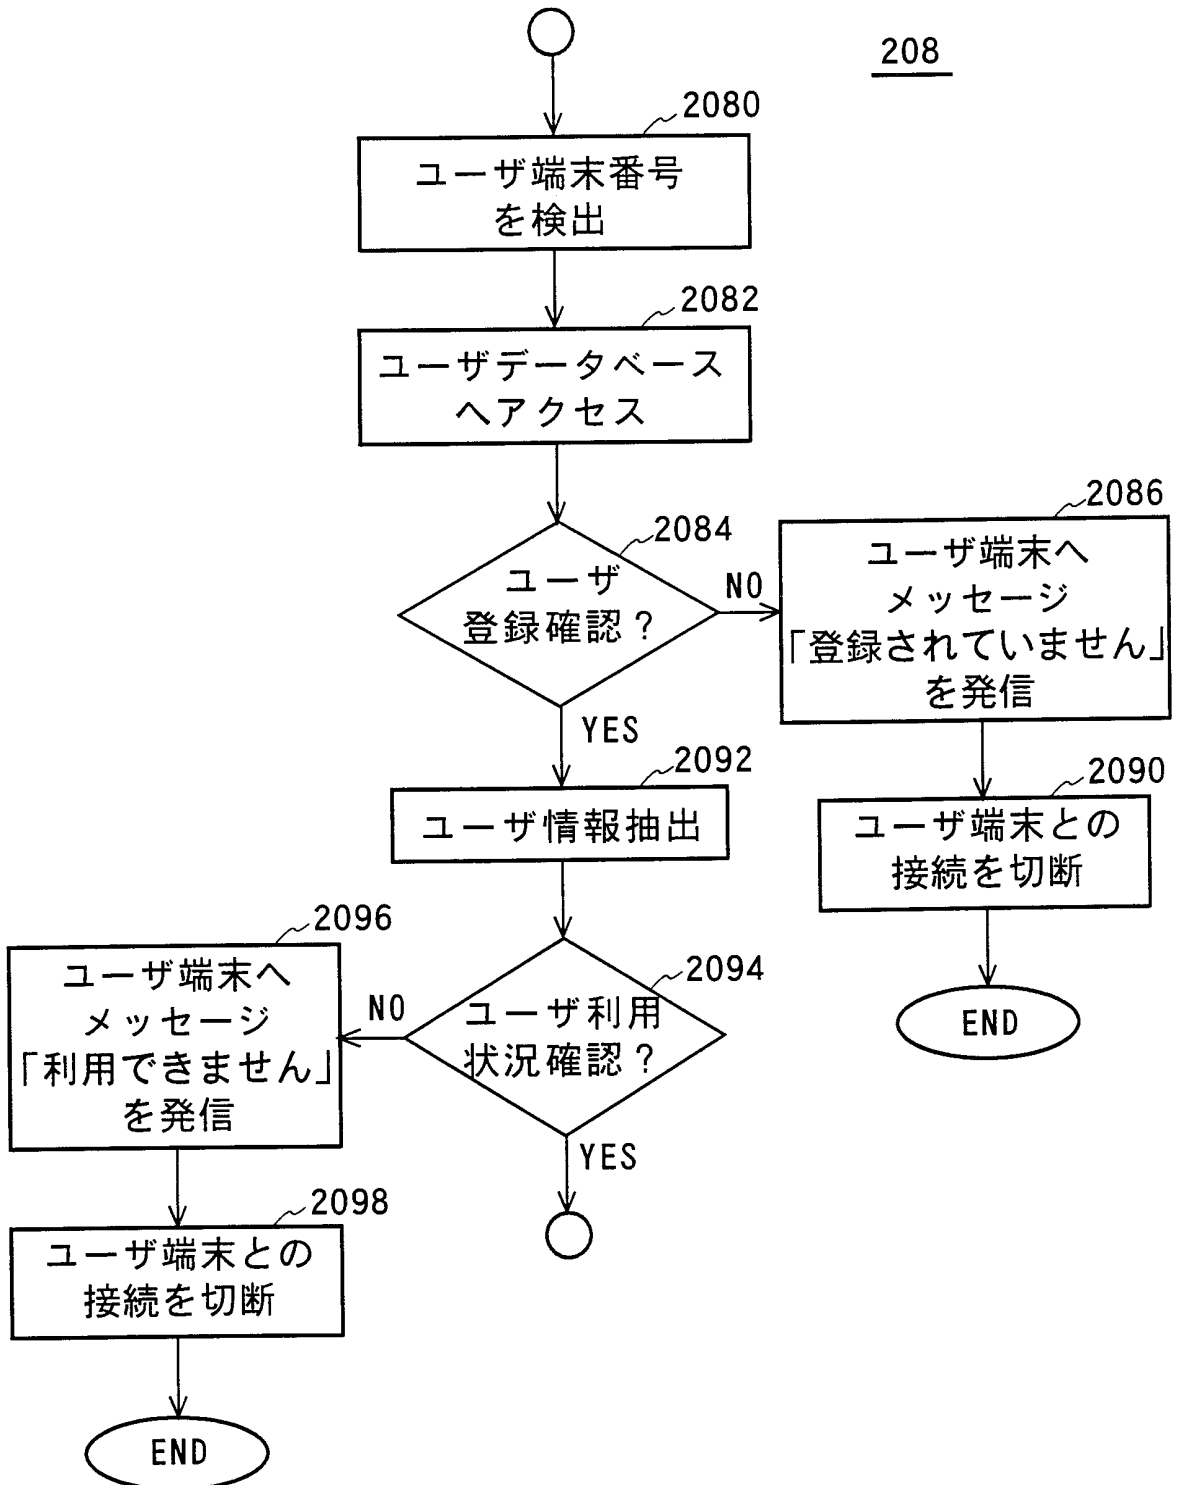 208
2080
ユーザ端末番号
を検出
2082
ユーザデータベース
へアクセス
2084
ユーザ
登録確認？
NO
YES
2086
ユーザ端末へ
メッセージ
「登録されていません」
を発信
2090
ユーザ端末との
接続を切断
END
2092
ユーザ情報抽出
2094
ユーザ利用
状況確認？
NO
YES
2096
ユーザ端末へ
メッセージ
「利用できません」
を発信
2098
ユーザ端末との
接続を切断
END